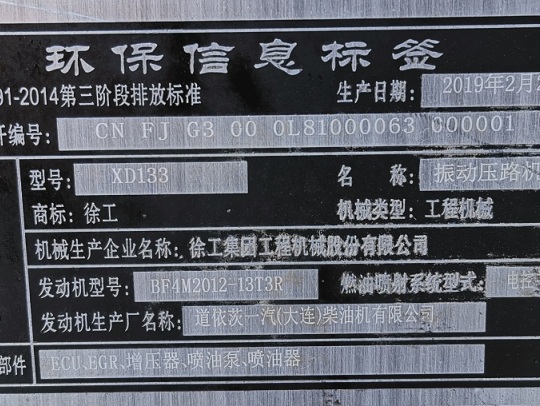 环保信息标签
91-2014第三阶段排放标准 生产日期: 2019年2月2
开编号: CN FJ G3 00 0L81000063 000001
型号: XD133 名 称: 振动压路机
商标: 徐工 机械类型: 工程机械
机械生产企业名称: 徐工集团工程机械股份有限公司
发动机型号: BF4M2012-13T3R 燃油喷射系统型式: 电控
发动机生产厂名称: 道依茨一汽(大连)柴油机有限公司
部件 ECU、EGR、增压器、喷油泵、喷油器